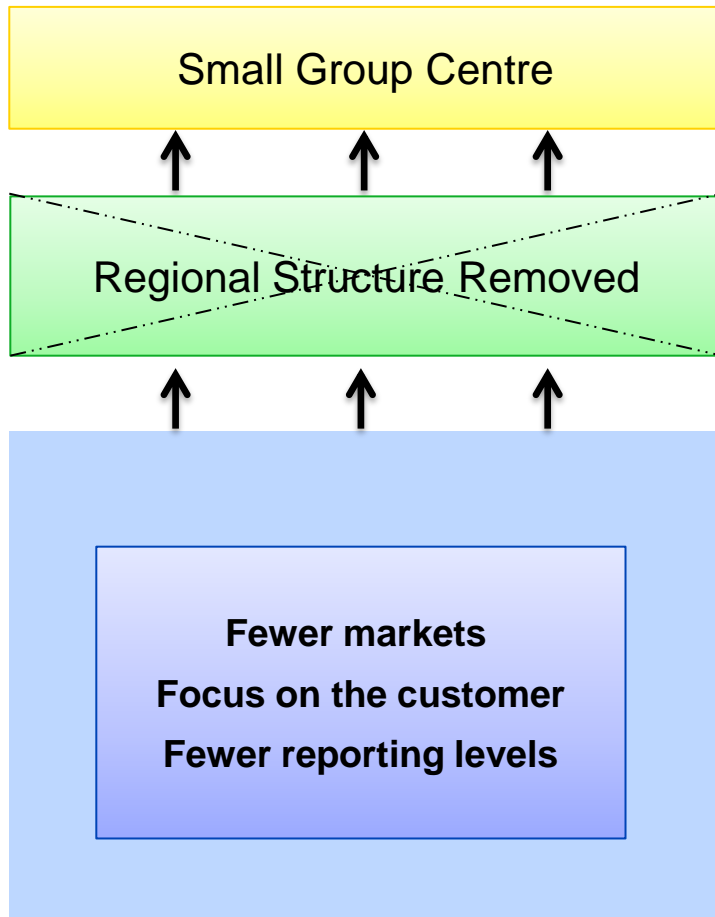 Small Group Centre
Regional Structure Removed
Fewer markets
Focus on the customer
Fewer reporting levels